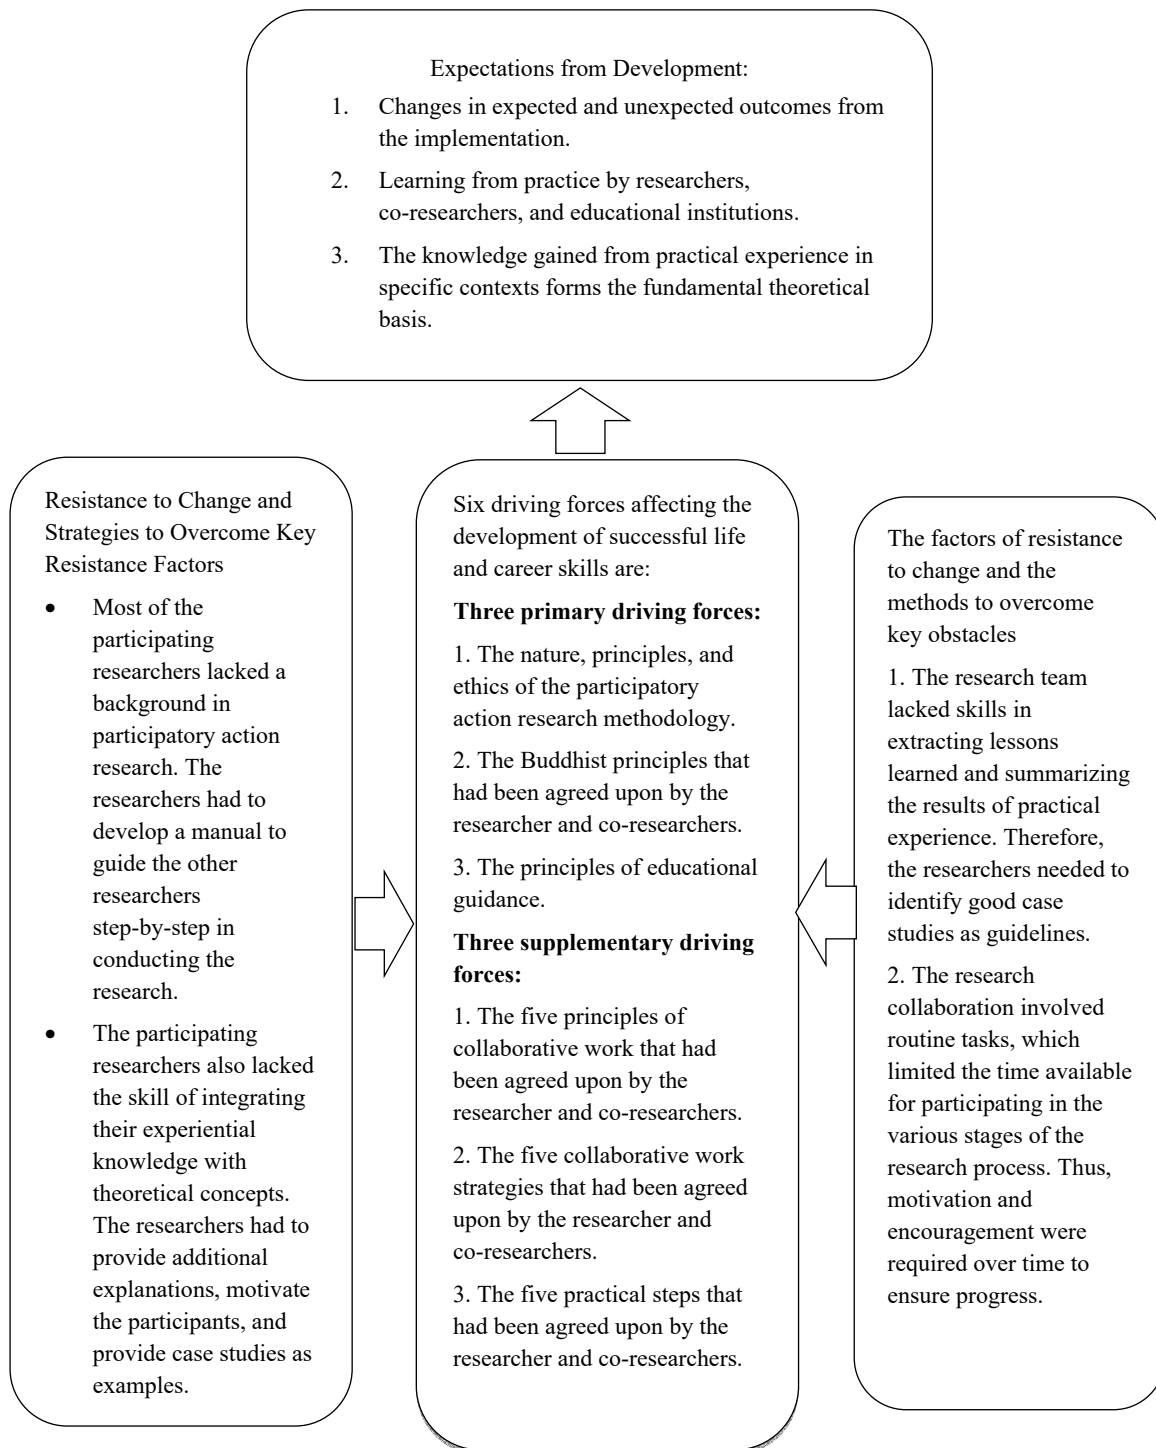 Expectations from Development:
1. Changes in expected and unexpected outcomes from
the implementation.
2. Learning from practice by researchers,
co-researchers, and educational institutions.
3. The knowledge gained from practical experience in
specific contexts forms the fundamental theoretical
basis.
Resistance to Change and
Strategies to Overcome Key
Resistance Factors
• Most of the
participating
researchers lacked a
background in
participatory action
research. The
researchers had to
develop a manual to
guide the other
researchers
step-by-step in
conducting the
research.
• The participating
researchers also lacked
the skill of integrating
their experiential
knowledge with
theoretical concepts.
The researchers had to
provide additional
explanations, motivate
the participants, and
provide case studies as
examples.
Six driving forces affecting the
development of successful life
and career skills are:
Three primary driving forces:
1. The nature, principles, and
ethics of the participatory
action research methodology.
2. The Buddhist principles that
had been agreed upon by the
researcher and co-researchers.
3. The principles of educational
guidance.
Three supplementary driving
forces:
1. The five principles of
collaborative work that had
been agreed upon by the
researcher and co-researchers.
2. The five collaborative work
strategies that had been agreed
upon by the researcher and
co-researchers.
3. The five practical steps that
had been agreed upon by the
researcher and co-researchers.
The factors of resistance
to change and the
methods to overcome
key obstacles
1. The research team
lacked skills in
extracting lessons
learned and summarizing
the results of practical
experience. Therefore,
the researchers needed to
identify good case
studies as guidelines.
2. The research
collaboration involved
routine tasks, which
limited the time available
for participating in the
various stages of the
research process. Thus,
motivation and
encouragement were
required over time to
ensure progress.